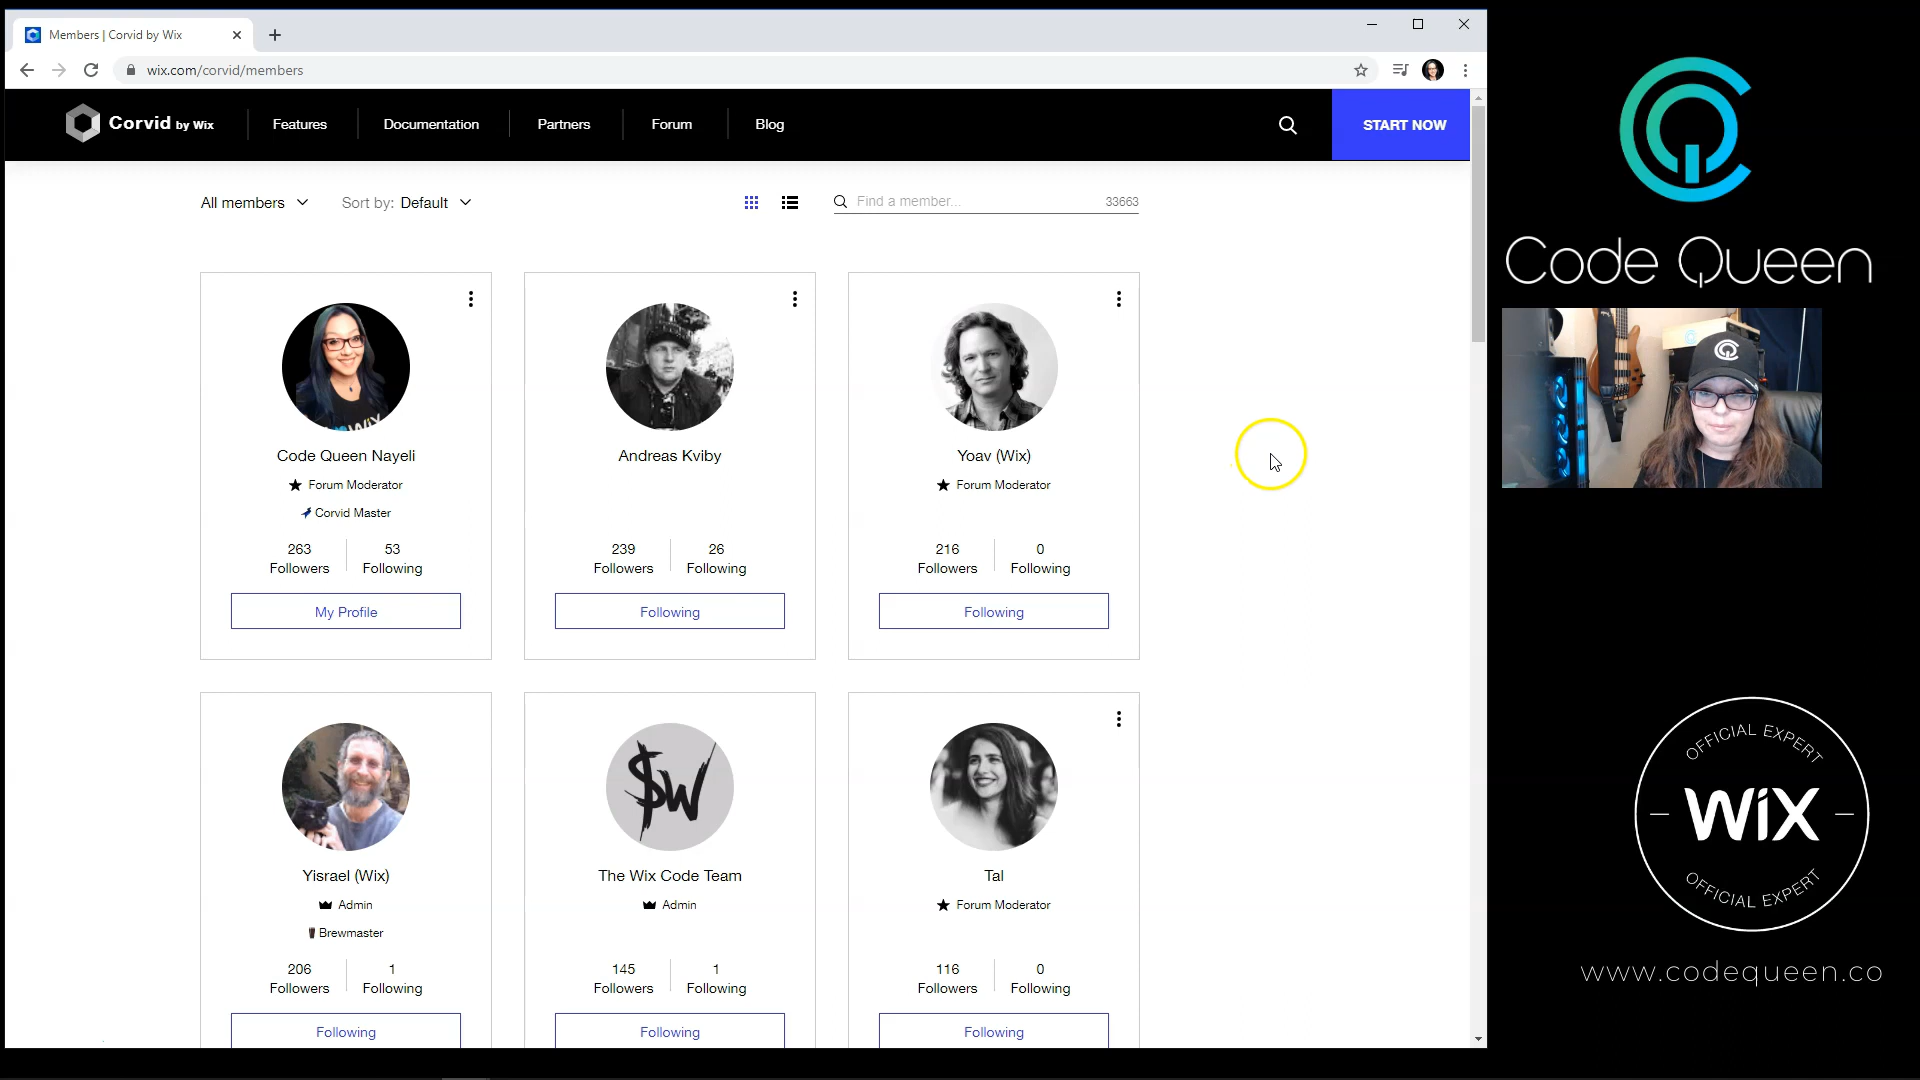 Members | Corvid by Wix
wix.com/corvid/members
Corvid by Wix
Features
Documentation
Partners
Forum
Blog
START NOW
All members
Sort by: Default
Find a member...
33663
Code Queen Nayeli
Forum Moderator
Corvid Master
263
Followers
53
Following
My Profile
Andreas Kviby
239
Followers
26
Following
Following
Yoav (Wix)
Forum Moderator
216
Followers
0
Following
Following
Yisrael (Wix)
Admin
Brewmaster
206
Followers
1
Following
Following
$W
The Wix Code Team
Admin
145
Followers
1
Following
Following
Tal
Forum Moderator
116
Followers
0
Following
Following
Code Queen
OFFICIAL EXPERT
WiX
OFFICIAL EXPERT
www.codequeen.co